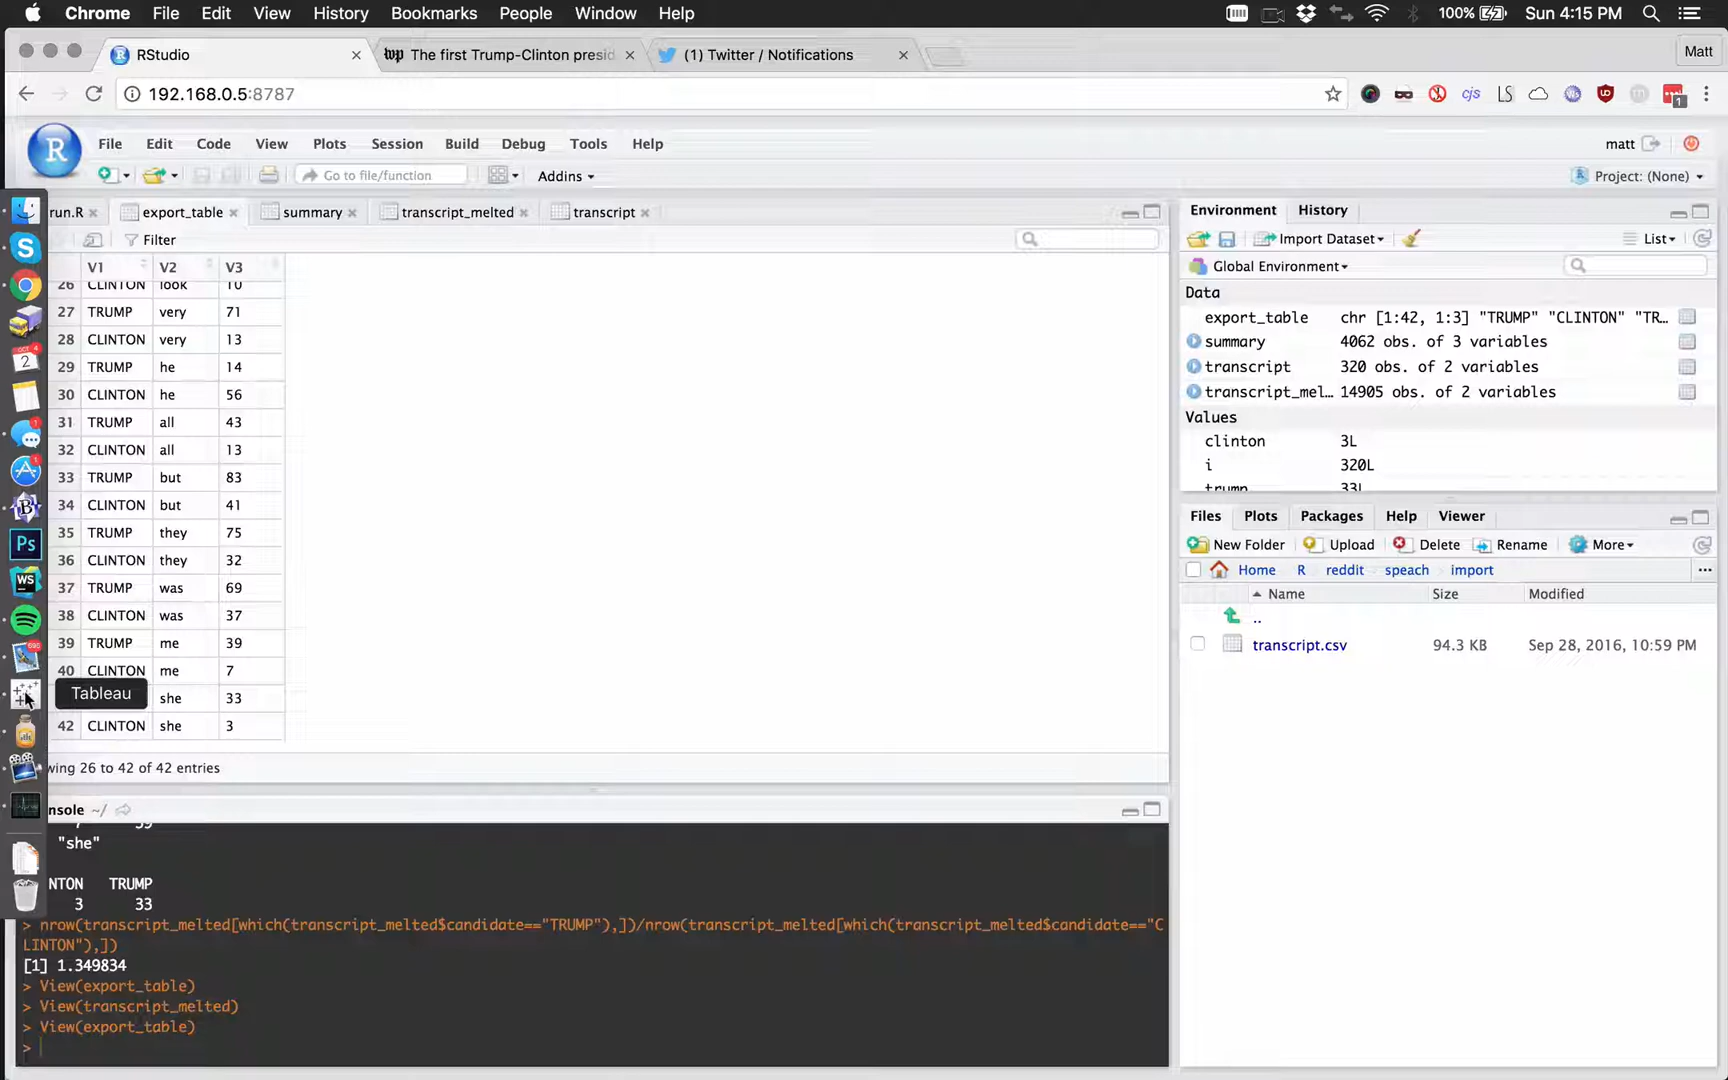 Chrome File Edit View History Bookmarks People Window Help 100% Sun 4:15 PM
RStudio The first Trump-Clinton presid (1) Twitter / Notifications Matt
192.168.0.5:8787
File Edit Code View Plots Session Build Debug Tools Help matt
Go to file/function Addins Project: (None)
run.R export_table summary transcript_melted transcript
Filter
V1 V2 V3
26 CLINTON look 10
27 TRUMP very 71
28 CLINTON very 13
29 TRUMP he 14
30 CLINTON he 56
31 TRUMP all 43
32 CLINTON all 13
33 TRUMP but 83
34 CLINTON but 41
35 TRUMP they 75
36 CLINTON they 32
37 TRUMP was 69
38 CLINTON was 37
39 TRUMP me 39
40 CLINTON me 7
Tableau she 33
42 CLINTON she 3
wing 26 to 42 of 42 entries
Environment History
Import Dataset List
Global Environment
Data
export_table chr [1:42, 1:3] "TRUMP" "CLINTON" "TR...
summary 4062 obs. of 3 variables
transcript 320 obs. of 2 variables
transcript_mel... 14905 obs. of 2 variables
Values
clinton 3L
i 320L
trump 33L
Files Plots Packages Help Viewer
New Folder Upload Delete Rename More
Home R reddit speach import ...
Name Size Modified
..
transcript.csv 94.3 KB Sep 28, 2016, 10:59 PM
nsole ~/
"she"
NTON TRUMP
3 33
> nrow(transcript_melted[which(transcript_melted$candidate=="TRUMP"),])/nrow(transcript_melted[which(transcript_melted$candidate=="C
LINTON"),])
[1] 1.349834
> View(export_table)
> View(transcript_melted)
> View(export_table)
>